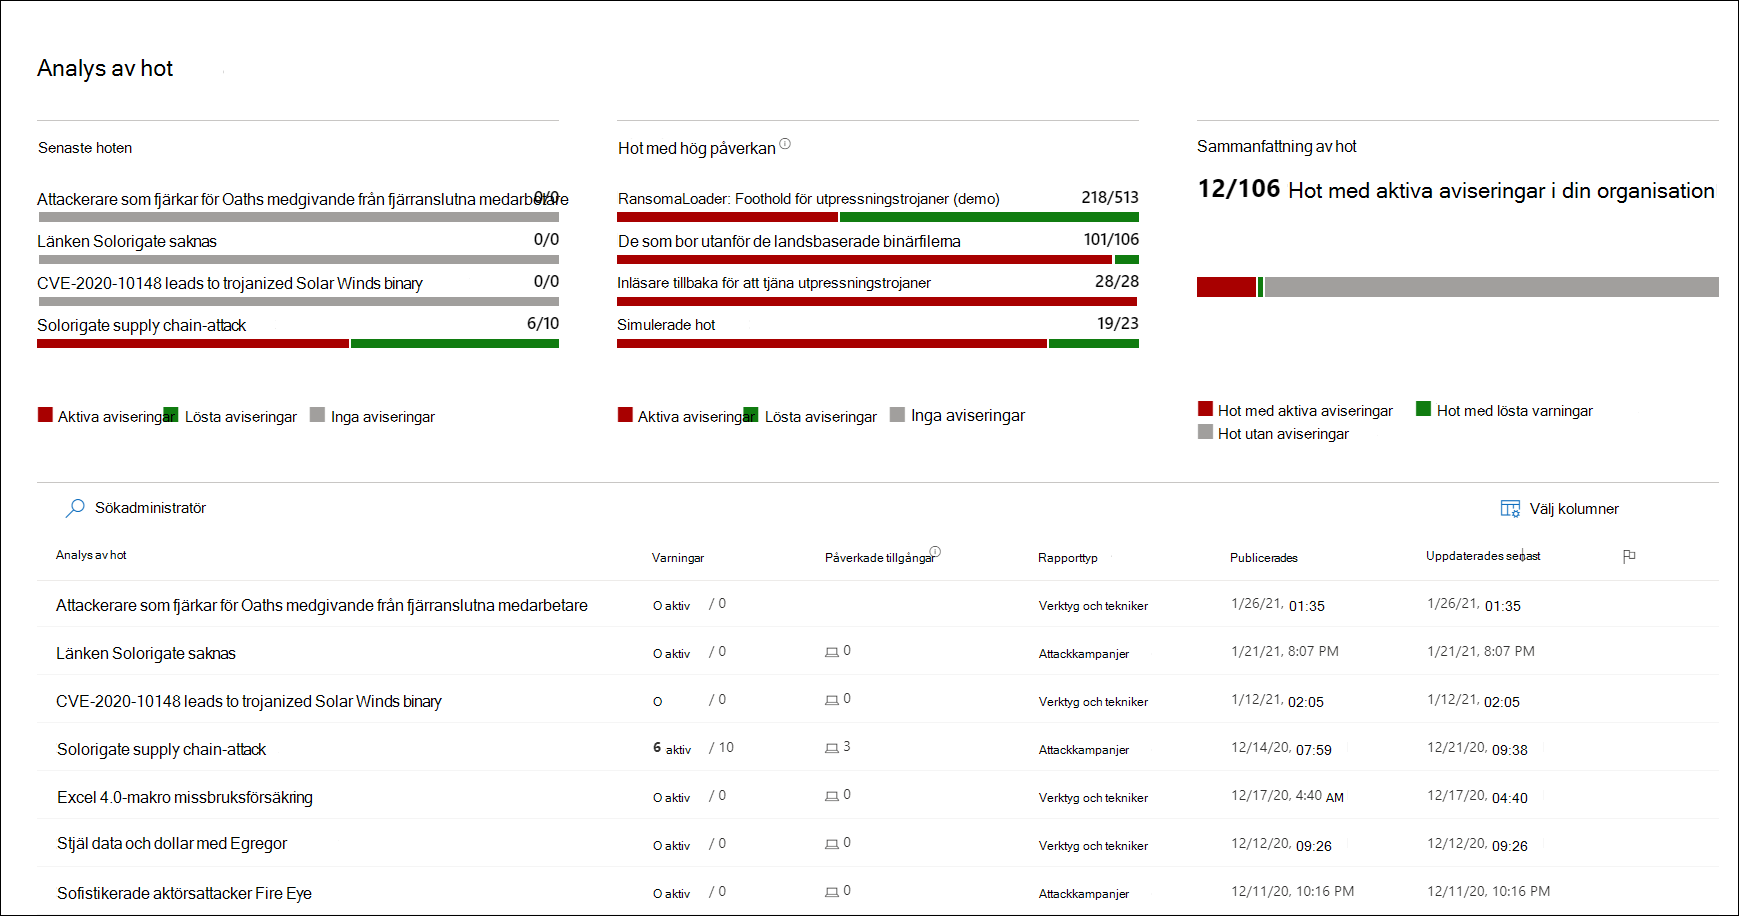 Analys av hot
Senaste hoten
Attackerare som fjärkar för Oaths medgivande från fjärranslutna medarbetare 0/0
Länken Solorigate saknas 0/0
CVE-2020-10148 leads to trojanized Solar Winds binary 0/0
Solorigate supply chain-attack 6/10
Aktiva aviseringar Lösta aviseringar Inga aviseringar
Hot med hög påverkan
RansomaLoader: Foothold för utpressningstrojaner (demo) 218/513
De som bor utanför de landsbaserade binärfilerna 101/106
Inläsare tillbaka för att tjäna utpressningstrojaner 28/28
Simulerade hot 19/23
Aktiva aviseringar Lösta aviseringar Inga aviseringar
Sammanfattning av hot
12/106 Hot med aktiva aviseringar i din organisation
Hot med aktiva aviseringar Hot med lösta varningar
Hot utan aviseringar
Sökadministratör Välj kolumner
Analys av hot Varningar Påverkade tillgångar Rapporttyp Publicerades Uppdaterades senast
Attackerare som fjärkar för Oaths medgivande från fjärranslutna medarbetare O aktiv / 0 Verktyg och tekniker 1/26/21, 01:35 1/26/21, 01:35
Länken Solorigate saknas O aktiv / 0 0 Attackkampanjer 1/21/21, 8:07 PM 1/21/21, 8:07 PM
CVE-2020-10148 leads to trojanized Solar Winds binary O / 0 0 Verktyg och tekniker 1/12/21, 02:05 1/12/21, 02:05
Solorigate supply chain-attack 6 aktiv / 10 3 Attackkampanjer 12/14/20, 07:59 12/21/20, 09:38
Excel 4.0-makro missbruksförsäkring O aktiv / 0 0 Verktyg och tekniker 12/17/20, 4:40 AM 12/17/20, 04:40
Stjäl data och dollar med Egregor O aktiv / 0 0 Verktyg och tekniker 12/12/20, 09:26 12/12/20, 09:26
Sofistikerade aktörsattacker Fire Eye O aktiv / 0 0 Attackkampanjer 12/11/20, 10:16 PM 12/11/20, 10:16 PM